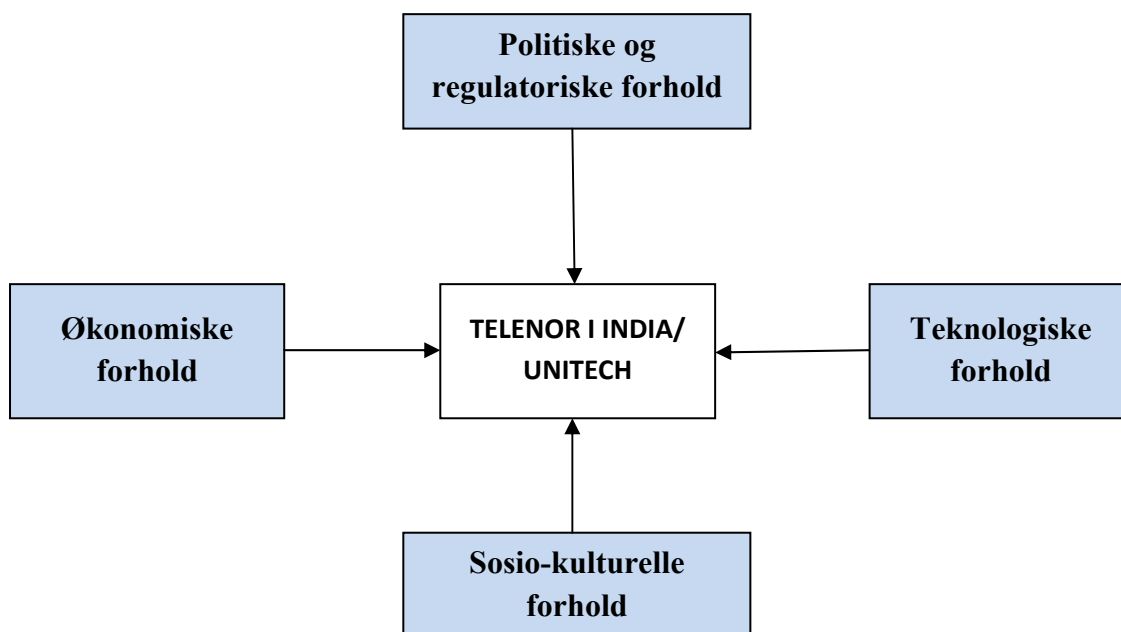 Politiske og
regulatoriske forhold
Økonomiske
forhold
TELENOR I INDIA/
UNITECH
Teknologiske
forhold
Sosio-kulturelle
forhold